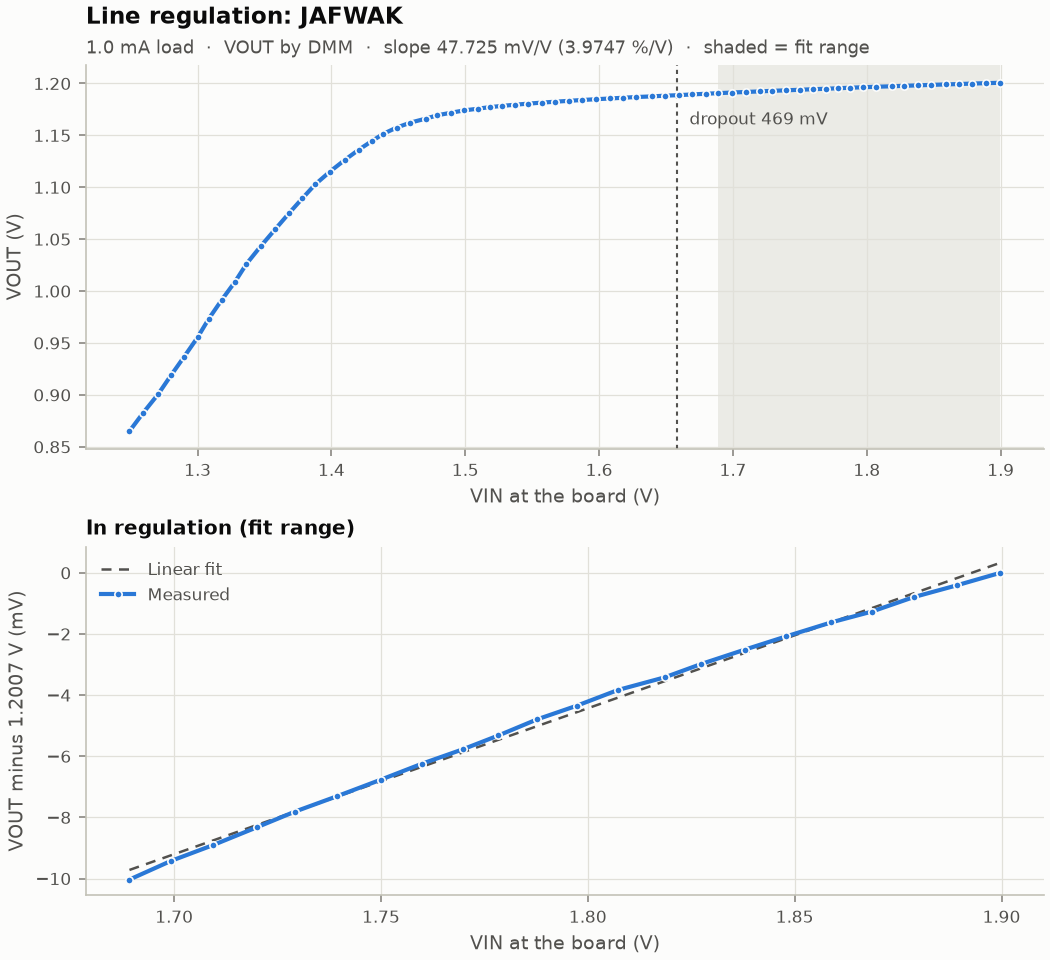 Line regulation: JAFWAK
1.0 mA load · VOUT by DMM · slope 47.725 mV/V (3.9747 %/V) · shaded = fit range
VOUT (V)
1.20
1.15
1.10
1.05
1.00
0.95
0.90
0.85
dropout 469 mV
1.3 1.4 1.5 1.6 1.7 1.8 1.9
VIN at the board (V)
In regulation (fit range)
VOUT minus 1.2007 V (mV)
Linear fit
Measured
0
−2
−4
−6
−8
−10
1.70 1.75 1.80 1.85 1.90
VIN at the board (V)